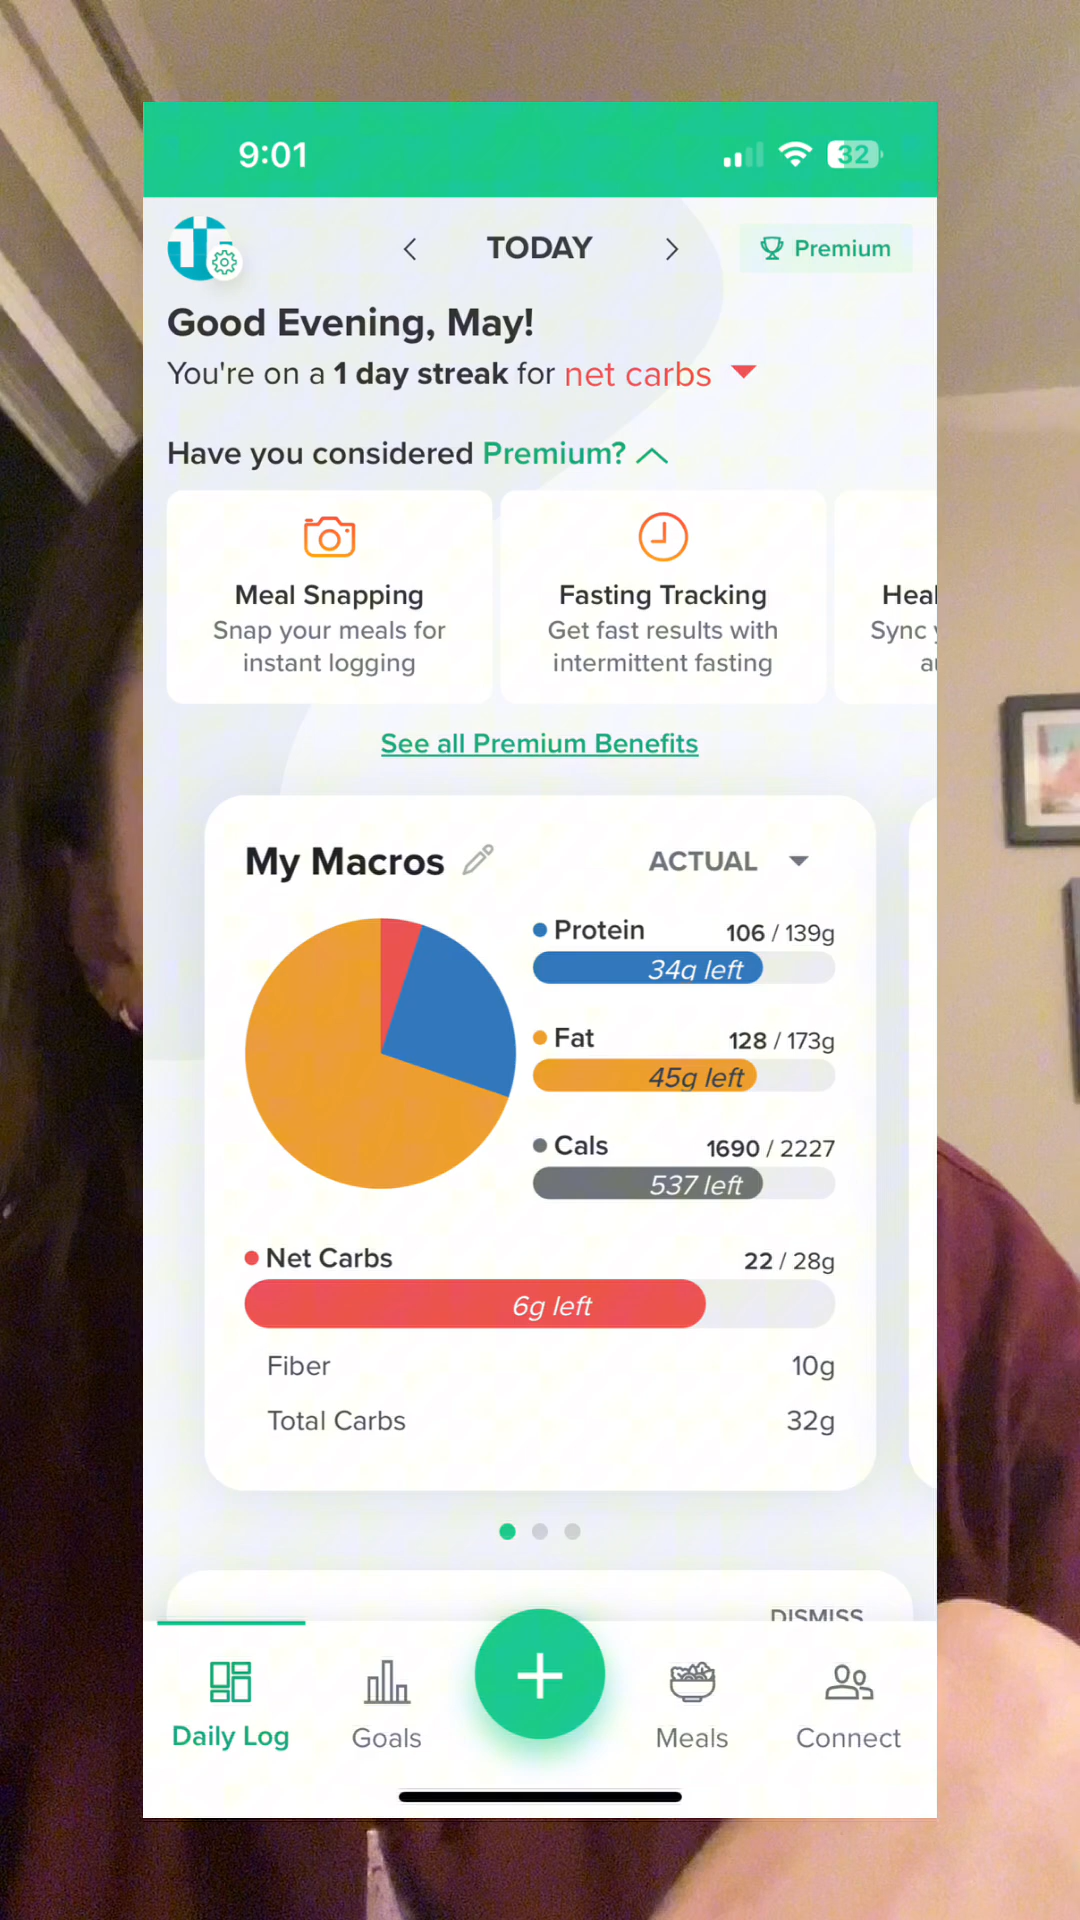 9:01
32
TODAY
Premium
Good Evening, May!
You're on a 1 day streak for net carbs
Have you considered Premium?
Meal Snapping
Snap your meals for
instant logging
Fasting Tracking
Get fast results with
intermittent fasting
Heal
Sync
See all Premium Benefits
My Macros
ACTUAL
Protein 106 / 139g
34g left
Fat 128 / 173g
45g left
Cals 1690 / 2227
537 left
Net Carbs 22 / 28g
6g left
Fiber 10g
Total Carbs 32g
DISMISS
Daily Log
Goals
Meals
Connect